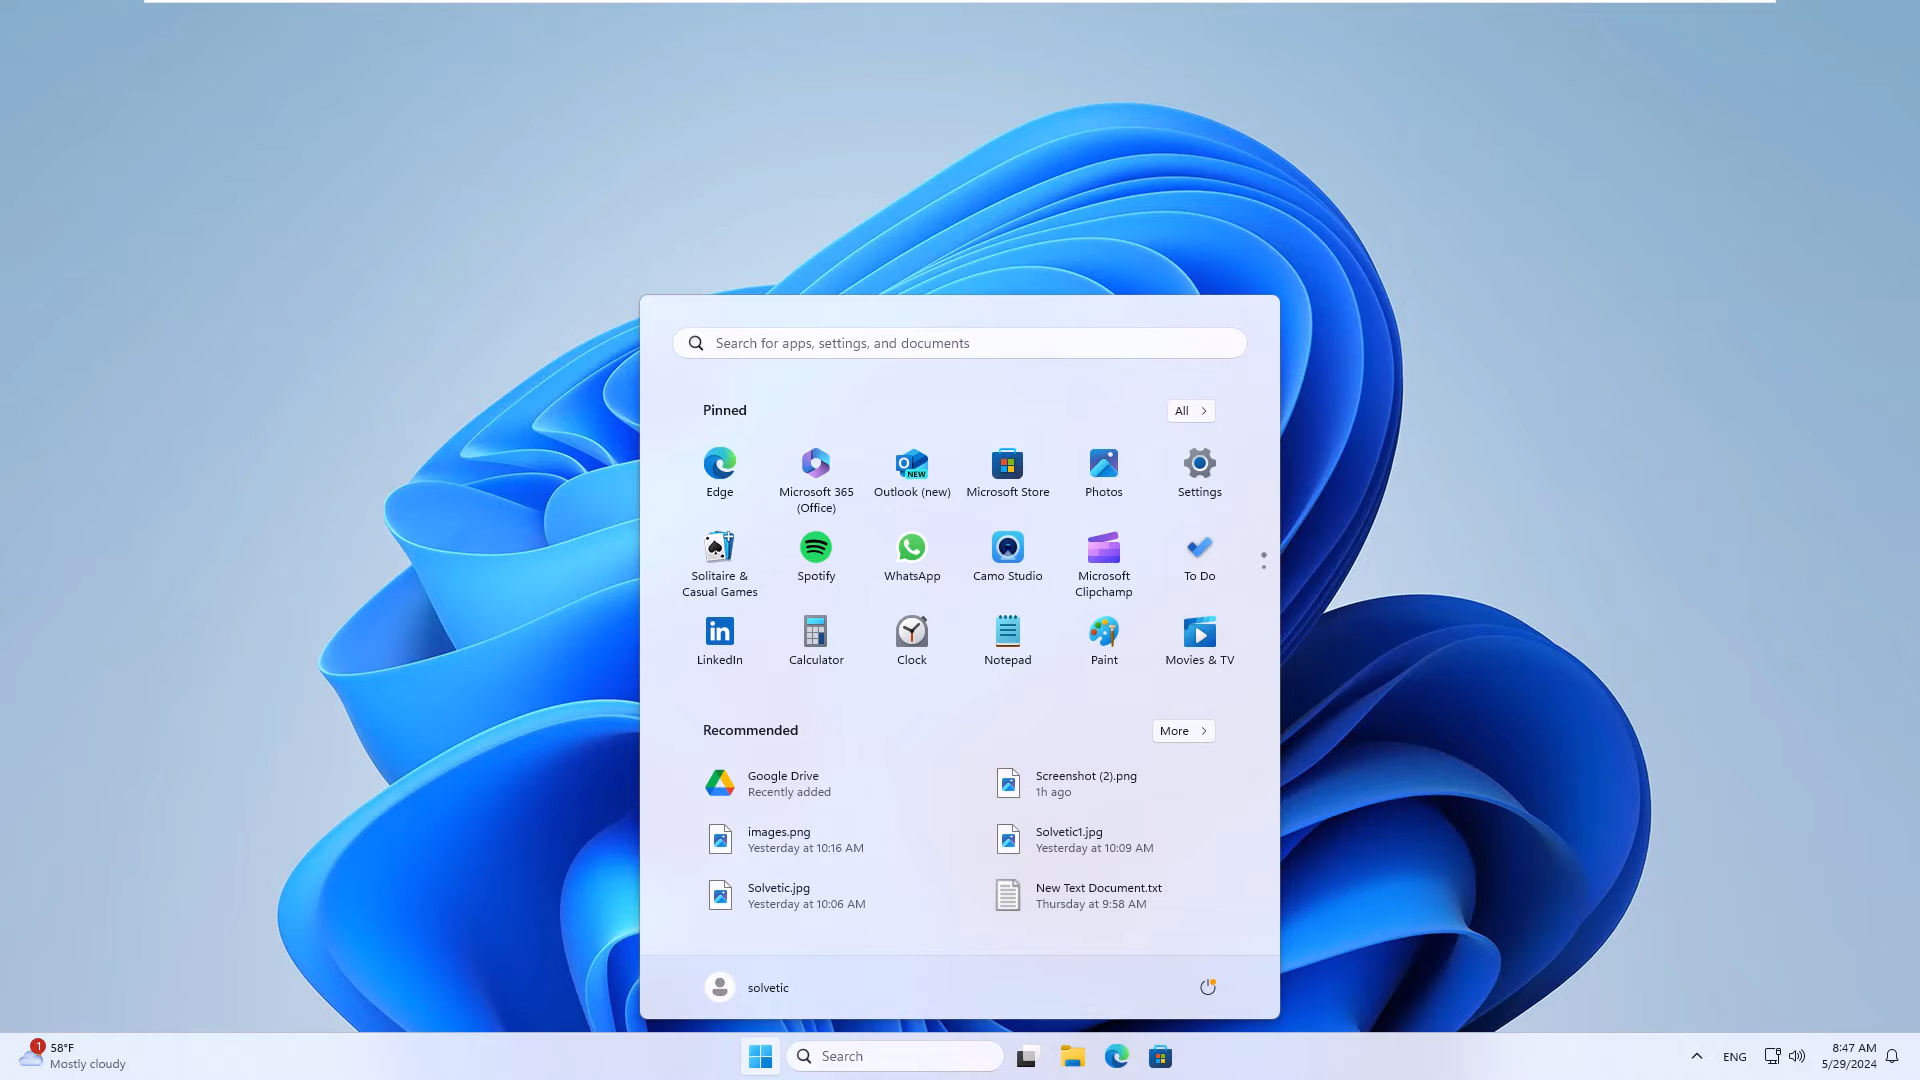 Search for apps, settings, and documents
Pinned
All
Edge
Microsoft 365
(Office)
Outlook (new)
NEW
Microsoft Store
Photos
Settings
Solitaire &
Casual Games
Spotify
WhatsApp
Camo Studio
Microsoft
Clipchamp
To Do
in
LinkedIn
Calculator
Clock
Notepad
Paint
Movies & TV
Recommended
More
Google Drive
Recently added
Screenshot (2).png
1h ago
images.png
Yesterday at 10:16 AM
Solvetic1.jpg
Yesterday at 10:09 AM
Solvetic.jpg
Yesterday at 10:06 AM
New Text Document.txt
Thursday at 9:58 AM
solvetic
1
58°F
Mostly cloudy
Search
ENG
8:47 AM
5/29/2024